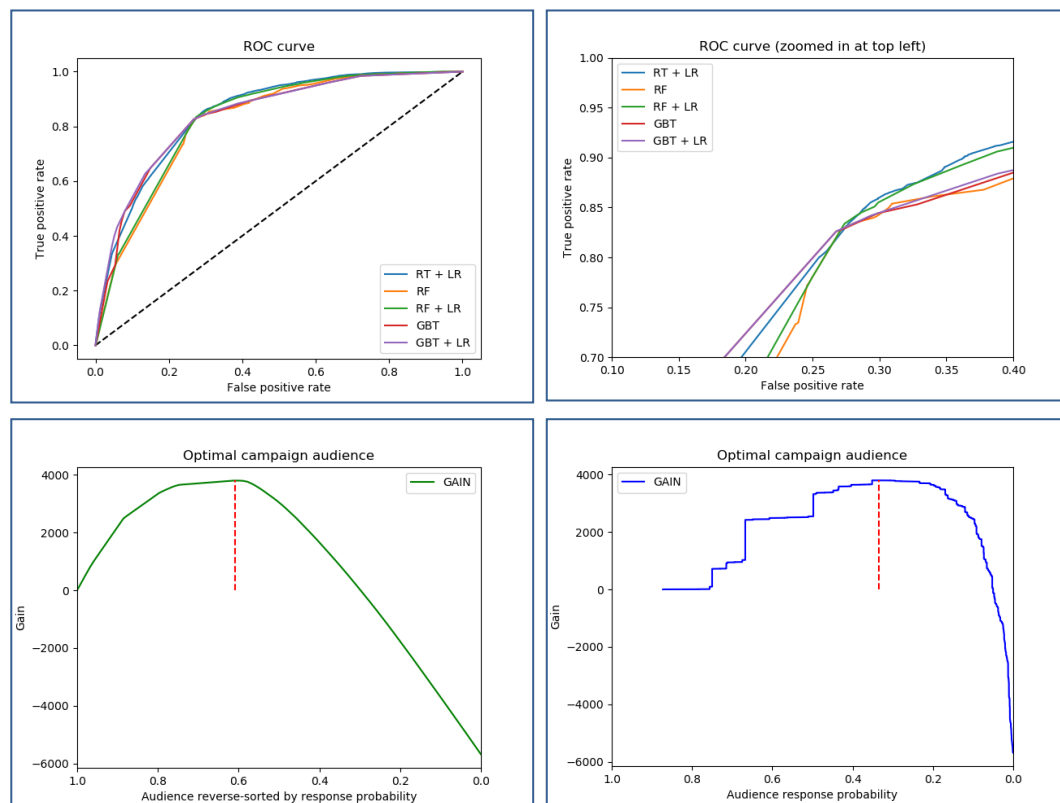 ROC curve
1.0
0.8
0.6
0.4
0.2
0.0
True positive rate
RT + LR
RF
RF + LR
GBT
GBT + LR
0.0 0.2 0.4 0.6 0.8 1.0
False positive rate
ROC curve (zoomed in at top left)
1.00
0.95
0.90
0.85
0.80
0.75
0.70
True positive rate
RT + LR
RF
RF + LR
GBT
GBT + LR
0.10 0.15 0.20 0.25 0.30 0.35 0.40
False positive rate
Optimal campaign audience
4000
2000
0
−2000
−4000
−6000
Gain
GAIN
1.0 0.8 0.6 0.4 0.2 0.0
Audience reverse-sorted by response probability
Optimal campaign audience
4000
2000
0
−2000
−4000
−6000
Gain
GAIN
1.0 0.8 0.6 0.4 0.2 0.0
Audience response probability